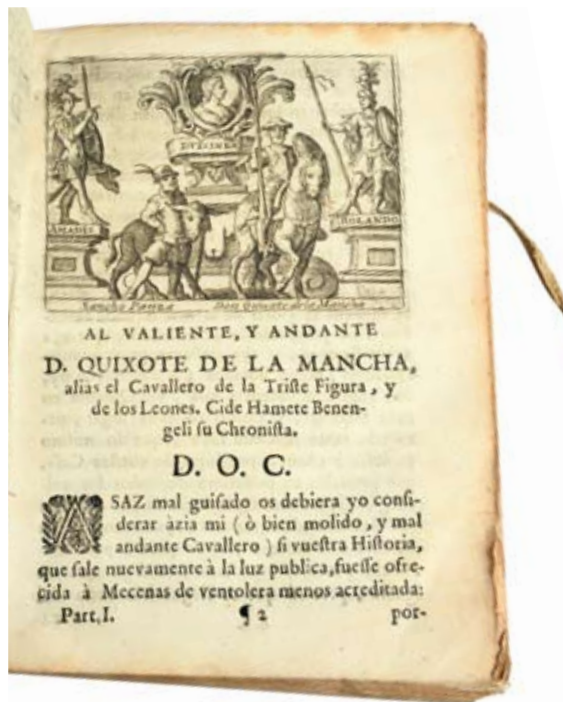 DVLSINEA
AMADIS
ROLANDO
Sancho Panza Don Quixote de la Mancha
AL VALIENTE, Y ANDANTE
D. QUIXOTE DE LA MANCHA,
alias el Cavallero de la Triſte Figura, y
de los Leones. Cide Hamete Benen-
geli ſu Chroniſta.
D. O. C.
ASAZ mal guiſado os debiera yo conſi-
derar àzia mi ( ò bien molido, y mal
andante Cavallero ) ſi vueſtra Hiſtoria,
que ſale nuevamente à la luz publica, fueſſe ofre-
cida à Mecenas de ventolera menos acreditada:
Part. I. ¶ 2 por-